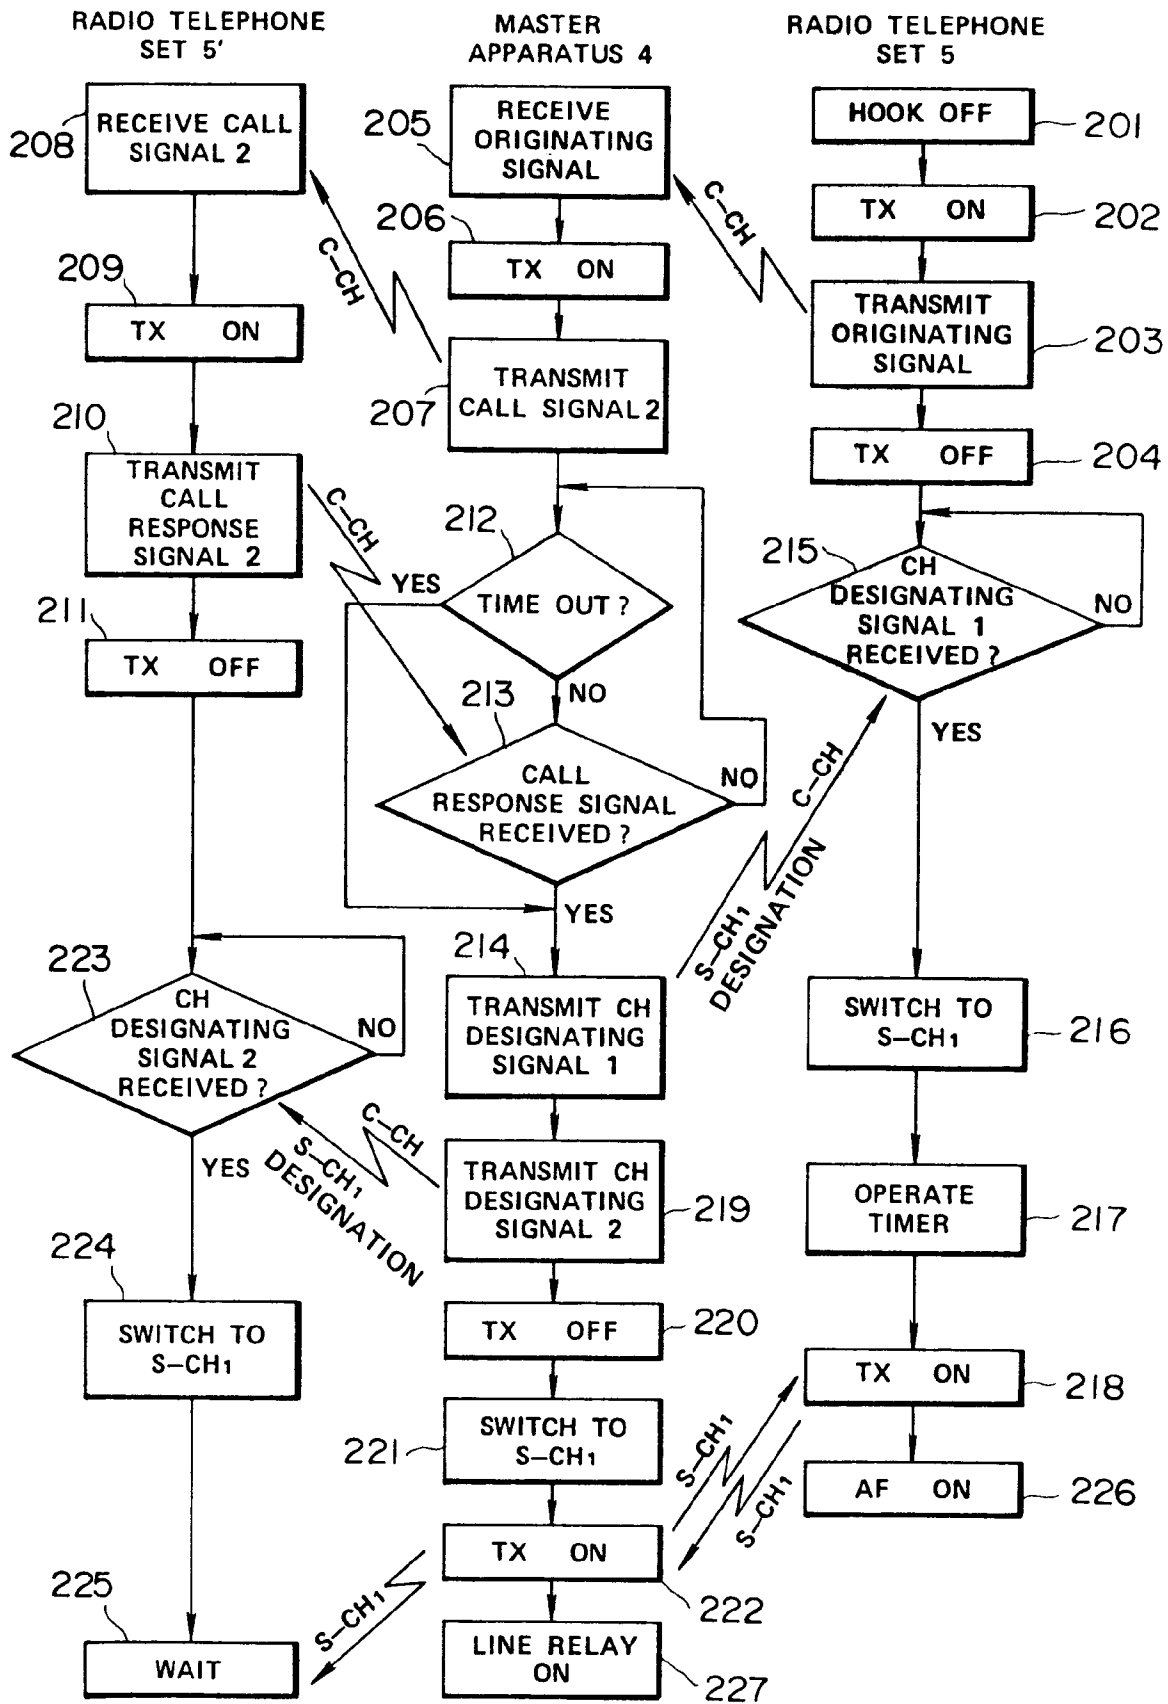 RADIO TELEPHONE
SET 5'
RECEIVE CALL
SIGNAL 2
208
209
TX ON
210
TRANSMIT
CALL
RESPONSE
SIGNAL 2
211
TX OFF
223
CH
DESIGNATING
SIGNAL 2
RECEIVED ?
NO
YES
224
SWITCH TO
S-CH1
225
WAIT
MASTER
APPARATUS 4
205
RECEIVE
ORIGINATING
SIGNAL
206
TX ON
C-CH
207
TRANSMIT
CALL SIGNAL 2
C-CH
212
YES
TIME OUT ?
NO
213
CALL
RESPONSE SIGNAL
RECEIVED ?
NO
YES
214
TRANSMIT CH
DESIGNATING
SIGNAL 1
C-CH
S-CH1
DESIGNATION
TRANSMIT CH
DESIGNATING
SIGNAL 2
219
TX OFF
220
221
SWITCH TO
S-CH1
TX ON
222
S-CH1
LINE RELAY
ON
227
RADIO TELEPHONE
SET 5
HOOK OFF
201
TX ON
202
C-CH
TRANSMIT
ORIGINATING
SIGNAL
203
TX OFF
204
215
CH
DESIGNATING
SIGNAL 1
RECEIVED ?
NO
YES
C-CH
S-CH1
DESIGNATION
SWITCH TO
S-CH1
216
OPERATE
TIMER
217
TX ON
218
S-CH1
S-CH1
AF ON
226